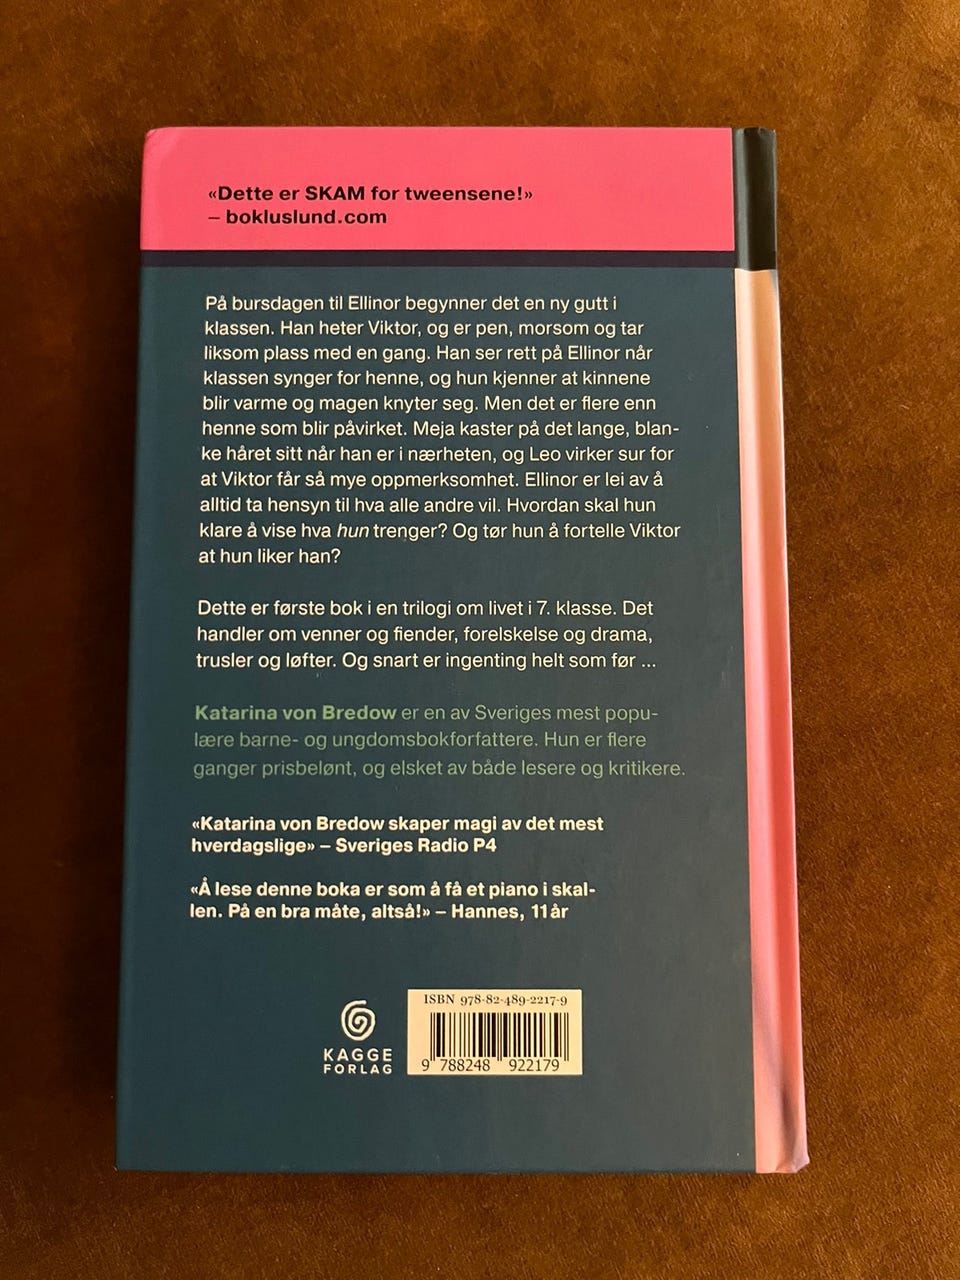 «Dette er SKAM for tweensene!»
– bokluslund.com
På bursdagen til Ellinor begynner det en ny gutt i
klassen. Han heter Viktor, og er pen, morsom og tar
liksom plass med en gang. Han ser rett på Ellinor når
klassen synger for henne, og hun kjenner at kinnene
blir varme og magen knyter seg. Men det er flere enn
henne som blir påvirket. Meja kaster på det lange, blan-
ke håret sitt når han er i nærheten, og Leo virker sur for
at Viktor får så mye oppmerksomhet. Ellinor er lei av å
alltid ta hensyn til hva alle andre vil. Hvordan skal hun
klare å vise hva hun trenger? Og tør hun å fortelle Viktor
at hun liker han?
Dette er første bok i en trilogi om livet i 7. klasse. Det
handler om venner og fiender, forelskelse og drama,
trusler og løfter. Og snart er ingenting helt som før ...
Katarina von Bredow er en av Sveriges mest popu-
lære barne- og ungdomsbokforfattere. Hun er flere
ganger prisbelønt, og elsket av både lesere og kritikere.
«Katarina von Bredow skaper magi av det mest
hverdagslige» – Sveriges Radio P4
«Å lese denne boka er som å få et piano i skal-
len. På en bra måte, altså!» – Hannes, 11 år
KAGGE
FORLAG
ISBN 978-82-489-2217-9
9 788248 922179